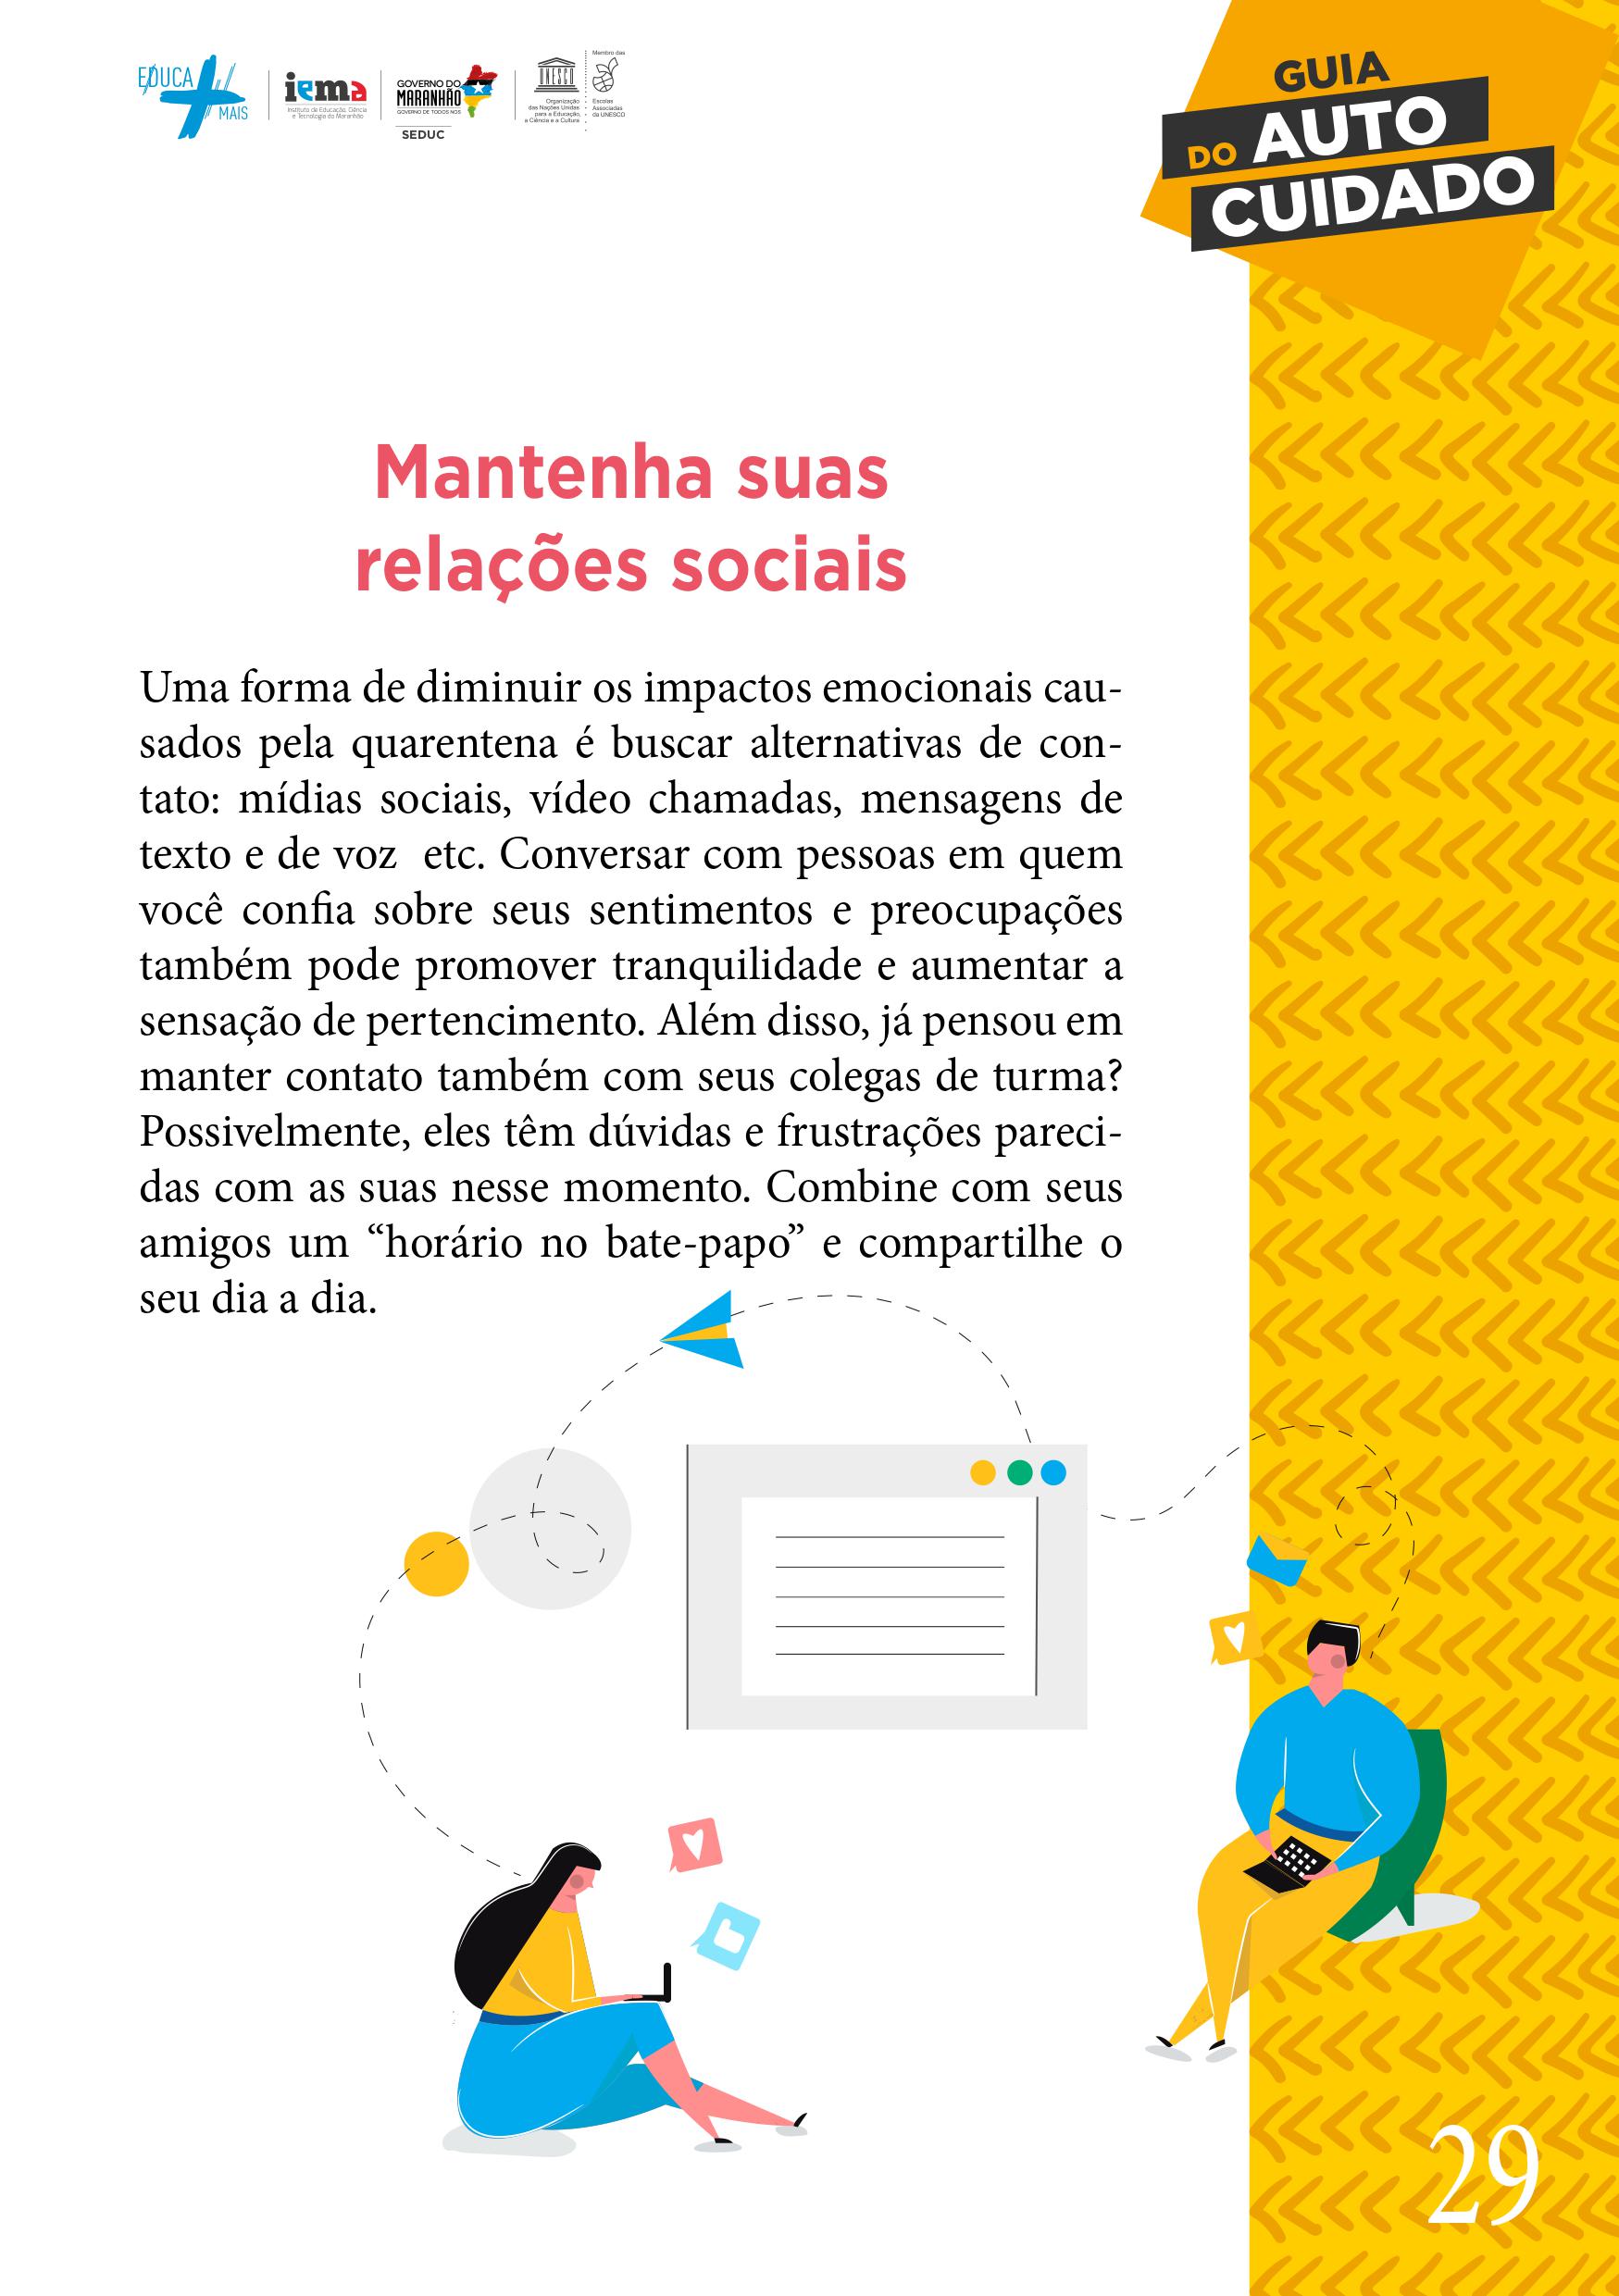 EDUCA
MAIS
iema
Instituto de Educação, Ciência
e Tecnologia do Maranhão
GOVERNO DO
MARANHÃO
GOVERNO DE TODOS NÓS
SEDUC
UNESCO
Organização
das Nações Unidas
para a Educação,
a Ciência e a Cultura
Membro das
Escolas
Associadas
da UNESCO
GUIA
DO AUTO
CUIDADO
Mantenha suas
relações sociais
Uma forma de diminuir os impactos emocionais cau-
sados pela quarentena é buscar alternativas de con-
tato: mídias sociais, vídeo chamadas, mensagens de
texto e de voz  etc. Conversar com pessoas em quem
você confia sobre seus sentimentos e preocupações
também pode promover tranquilidade e aumentar a
sensação de pertencimento. Além disso, já pensou em
manter contato também com seus colegas de turma?
Possivelmente, eles têm dúvidas e frustrações pareci-
das com as suas nesse momento. Combine com seus
amigos um “horário no bate-papo” e compartilhe o
seu dia a dia.
29